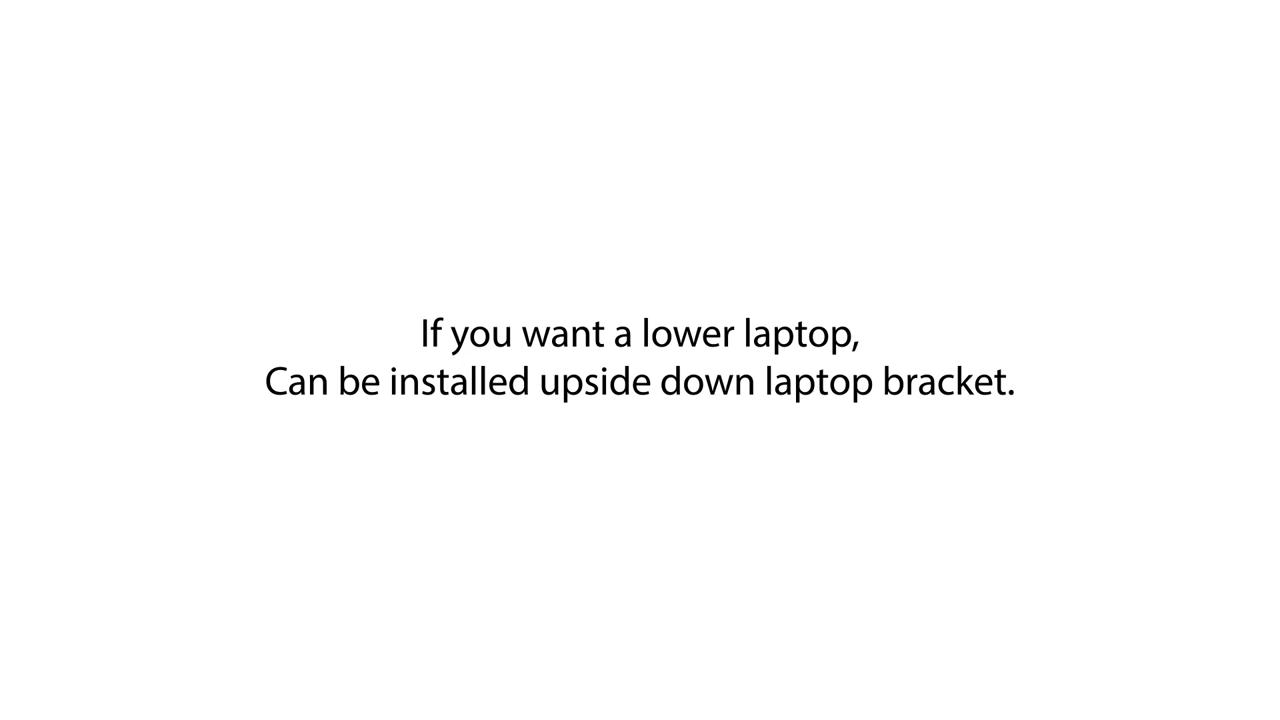 If you want a lower laptop,
Can be installed upside down laptop bracket.